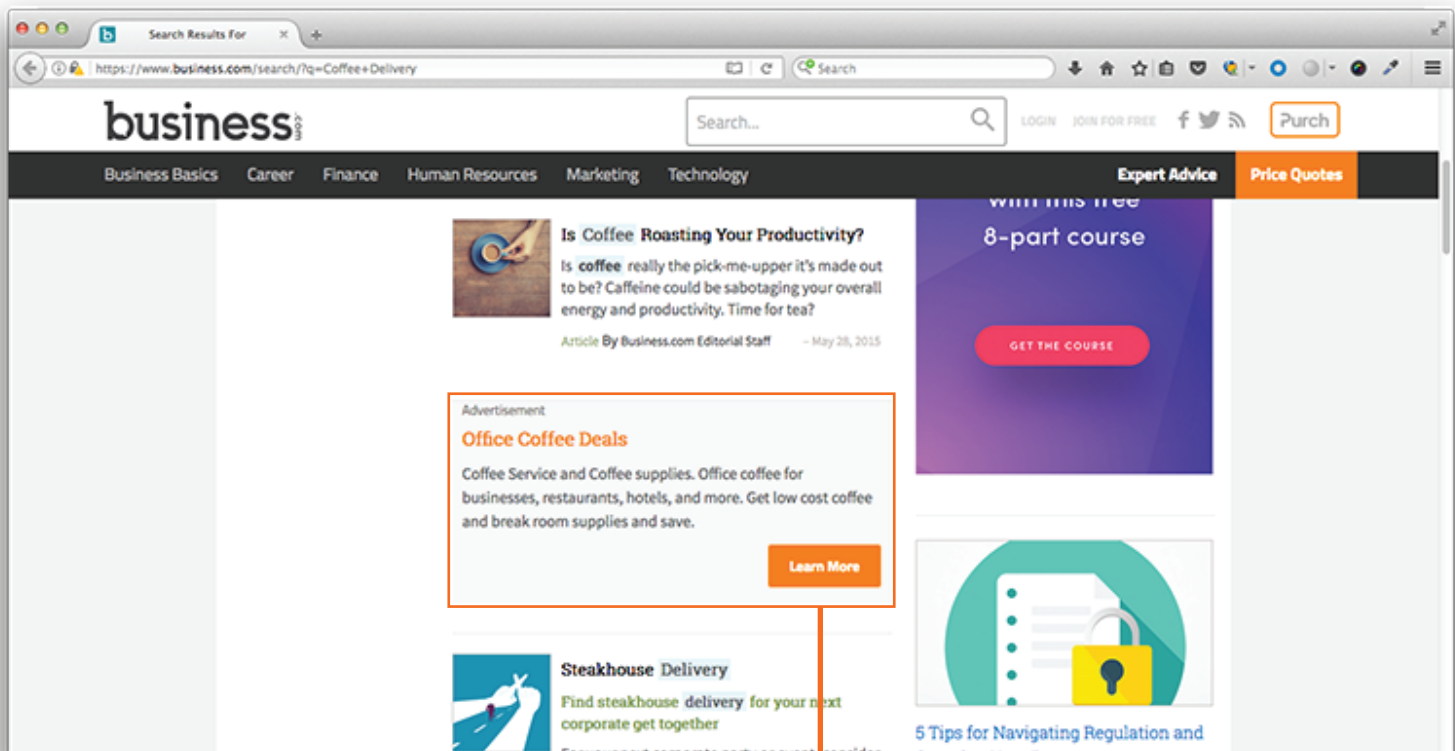 Search Results For
https://www.business.com/search/?q=Coffee+Delivery
Search
business.com
Search...
LOGIN JOIN FOR FREE
Purch
Business Basics Career Finance Human Resources Marketing Technology Expert Advice Price Quotes
Is Coffee Roasting Your Productivity?
Is coffee really the pick-me-upper it's made out
to be? Caffeine could be sabotaging your overall
energy and productivity. Time for tea?
Article By Business.com Editorial Staff – May 28, 2015
with this free
8-part course
GET THE COURSE
Advertisement
Office Coffee Deals
Coffee Service and Coffee supplies. Office coffee for
businesses, restaurants, hotels, and more. Get low cost coffee
and break room supplies and save.
Learn More
Steakhouse Delivery
Find steakhouse delivery for your next
corporate get together
5 Tips for Navigating Regulation and